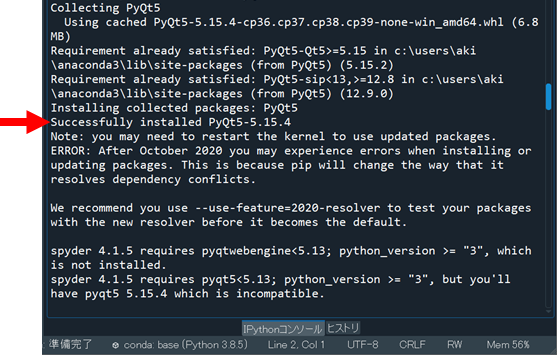 Collecting PyQt5
Using cached PyQt5-5.15.4-cp36.cp37.cp38.cp39-none-win_amd64.whl (6.8
MB)
Requirement already satisfied: PyQt5-Qt5>=5.15 in c:\users\aki
\anaconda3\lib\site-packages (from PyQt5) (5.15.2)
Requirement already satisfied: PyQt5-sip<13,>=12.8 in c:\users\aki
\anaconda3\lib\site-packages (from PyQt5) (12.9.0)
Installing collected packages: PyQt5
Successfully installed PyQt5-5.15.4
Note: you may need to restart the kernel to use updated packages.
ERROR: After October 2020 you may experience errors when installing or
updating packages. This is because pip will change the way that it
resolves dependency conflicts.
We recommend you use --use-feature=2020-resolver to test your packages
with the new resolver before it becomes the default.
spyder 4.1.5 requires pyqtwebengine<5.13; python_version >= "3", which
is not installed.
spyder 4.1.5 requires pyqt5<5.13; python_version >= "3", but you'll
have pyqt5 5.15.4 which is incompatible.
IPythonコンソール ヒストリ
準備完了 conda: base (Python 3.8.5) Line 2, Col 1 UTF-8 CRLF RW Mem 56%